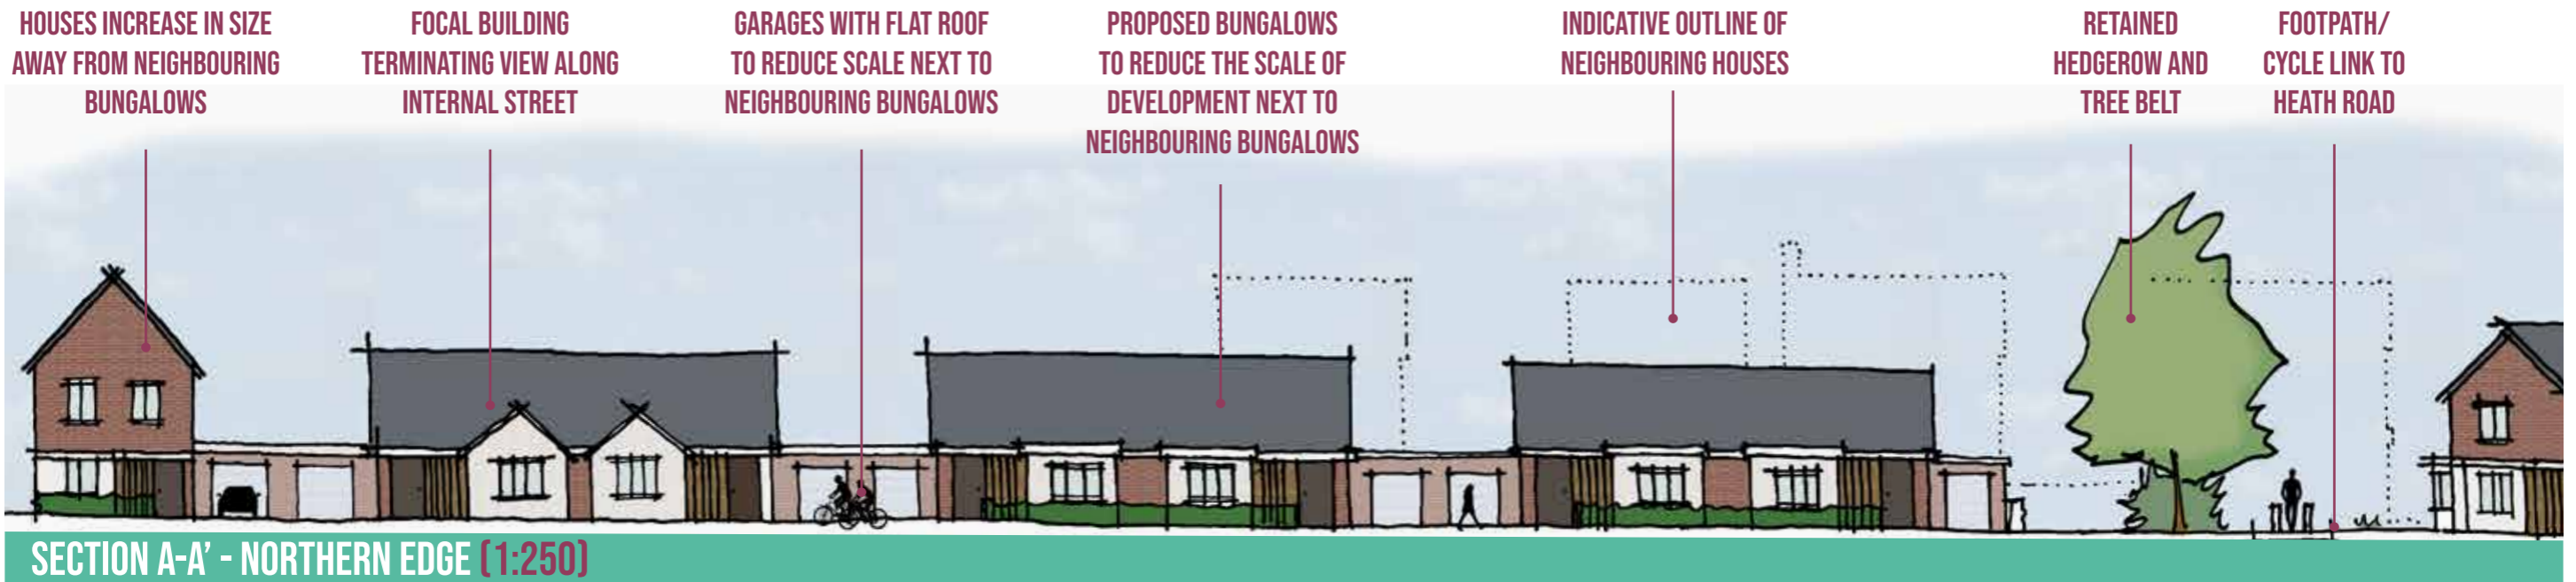 HOUSES INCREASE IN SIZE
AWAY FROM NEIGHBOURING
BUNGALOWS
FOCAL BUILDING
TERMINATING VIEW ALONG
INTERNAL STREET
GARAGES WITH FLAT ROOF
TO REDUCE SCALE NEXT TO
NEIGHBOURING BUNGALOWS
PROPOSED BUNGALOWS
TO REDUCE THE SCALE OF
DEVELOPMENT NEXT TO
NEIGHBOURING BUNGALOWS
INDICATIVE OUTLINE OF
NEIGHBOURING HOUSES
RETAINED
HEDGEROW AND
TREE BELT
FOOTPATH/
CYCLE LINK TO
HEATH ROAD
SECTION A-A’ - NORTHERN EDGE (1:250)